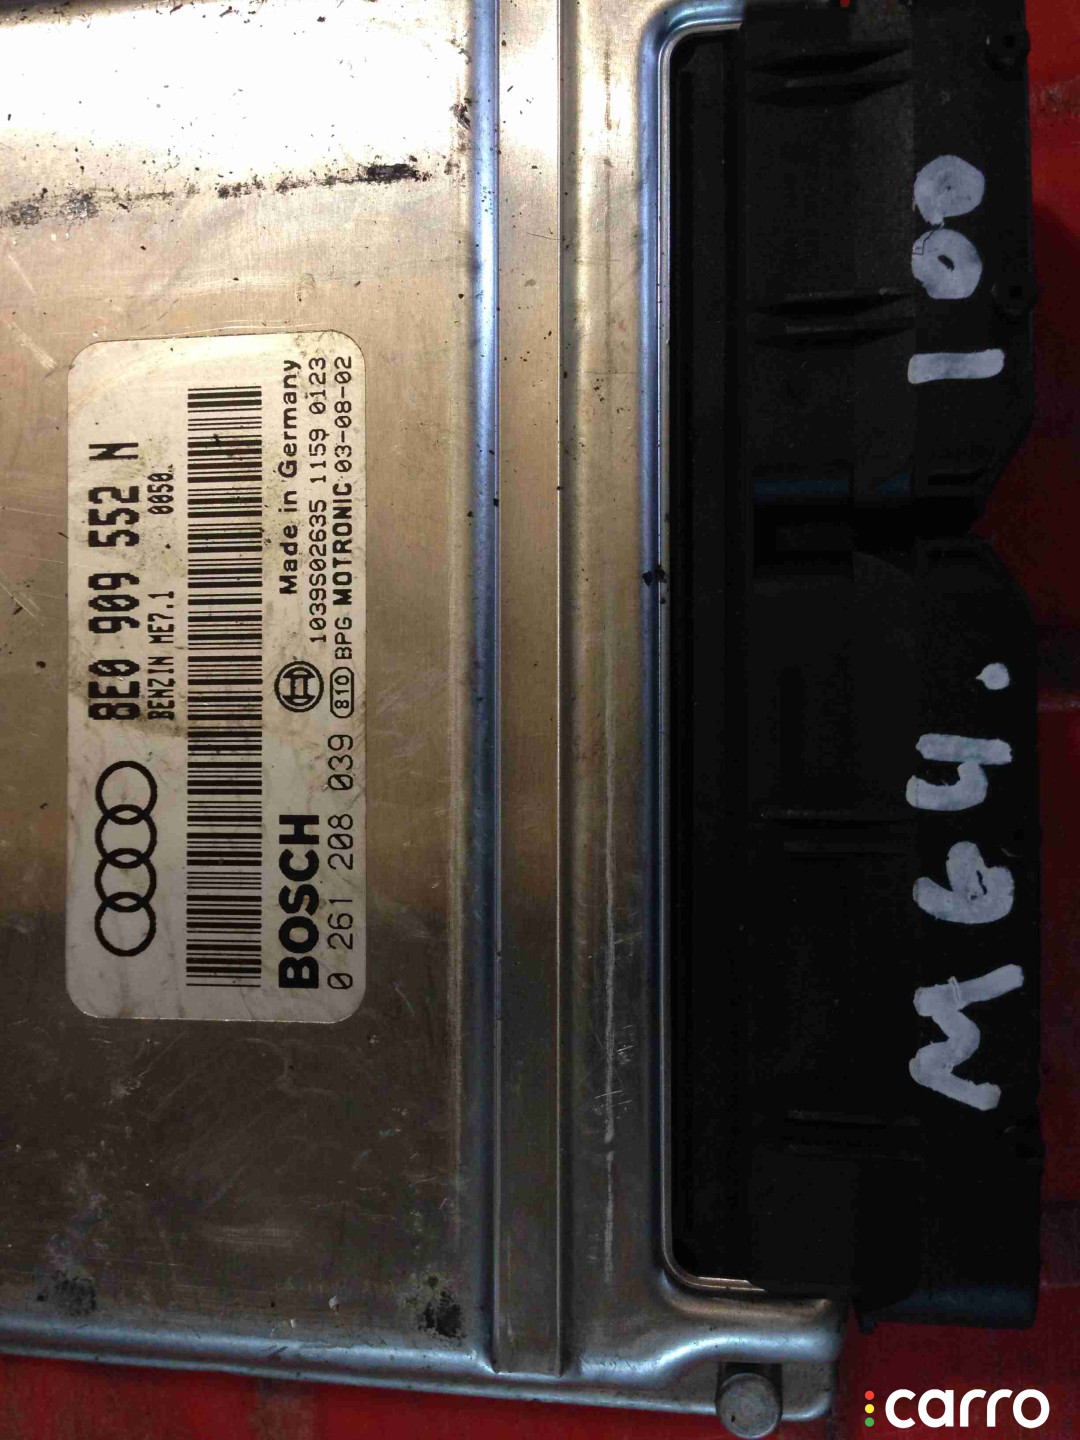 8E0 909 552 N
BENZIN ME7.1 0050
Made in Germany
BOSCH 1039S02635 1159 0123
0 261 208 039 810 BPG MOTRONIC 03-08-02
100
carro